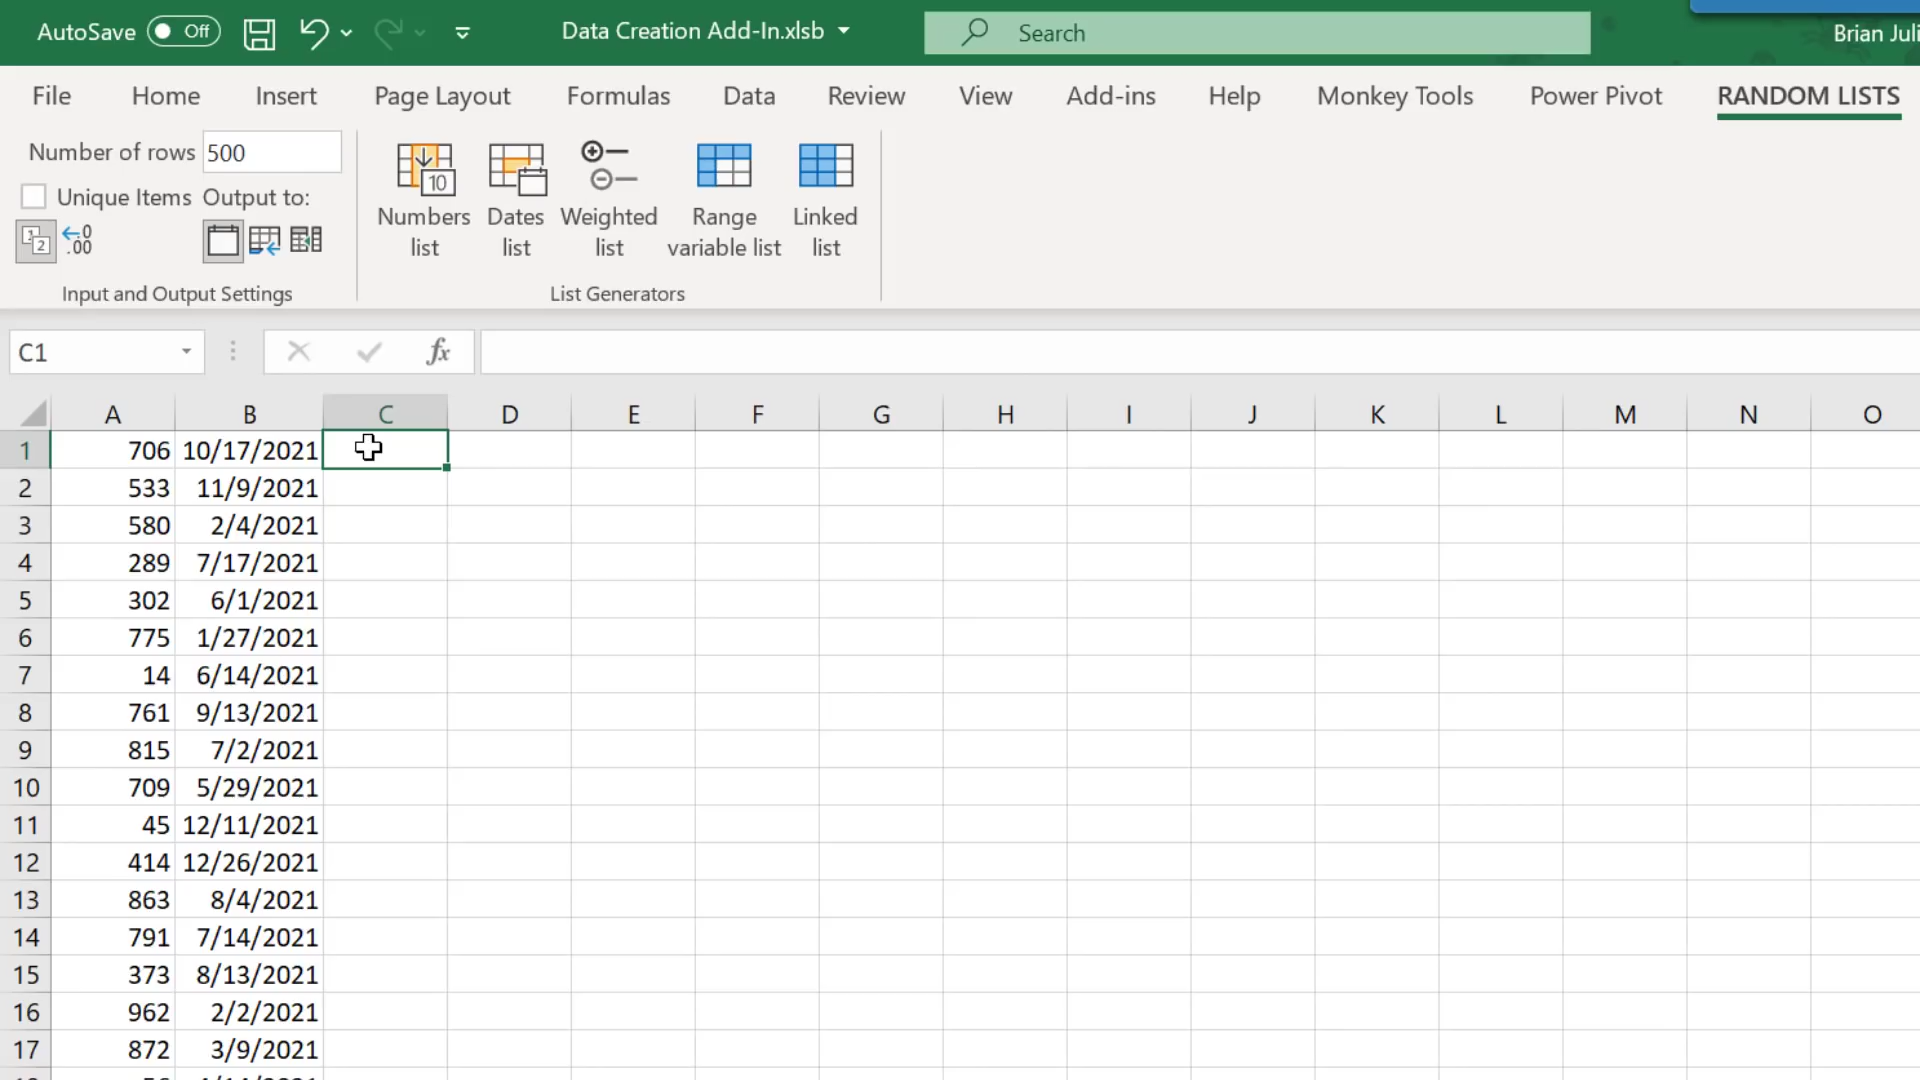 AutoSave Off Data Creation Add-In.xlsb Search Brian Juli
File Home Insert Page Layout Formulas Data Review View Add-ins Help Monkey Tools Power Pivot RANDOM LISTS
Number of rows 500
Unique Items Output to:
Numbers list
Dates list
Weighted list
Range variable list
Linked list
Input and Output Settings List Generators
C1 fx
A B C D E F G H I J K L M N O
1 706 10/17/2021
2 533 11/9/2021
3 580 2/4/2021
4 289 7/17/2021
5 302 6/1/2021
6 775 1/27/2021
7 14 6/14/2021
8 761 9/13/2021
9 815 7/2/2021
10 709 5/29/2021
11 45 12/11/2021
12 414 12/26/2021
13 863 8/4/2021
14 791 7/14/2021
15 373 8/13/2021
16 962 2/2/2021
17 872 3/9/2021